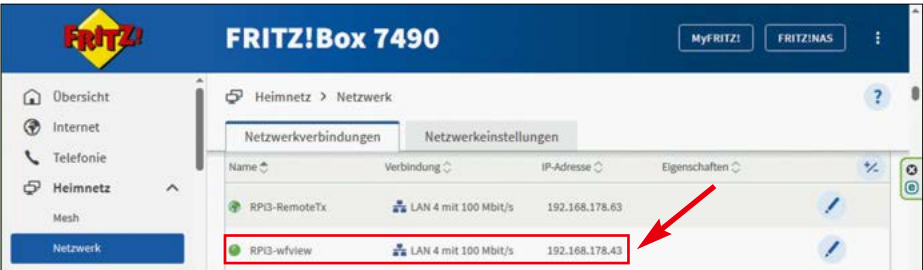 FRITZ! FRITZ!Box 7490 MyFRITZ! FRITZ!NAS
Übersicht
Internet
Telefonie
Heimnetz
Mesh
Netzwerk
Heimnetz > Netzwerk ?
Netzwerkverbindungen Netzwerkeinstellungen
Name Verbindung IP-Adresse Eigenschaften +/-
RPI3-RemoteTx LAN 4 mit 100 Mbit/s 192.168.178.63
RPI3-wfview LAN 4 mit 100 Mbit/s 192.168.178.43